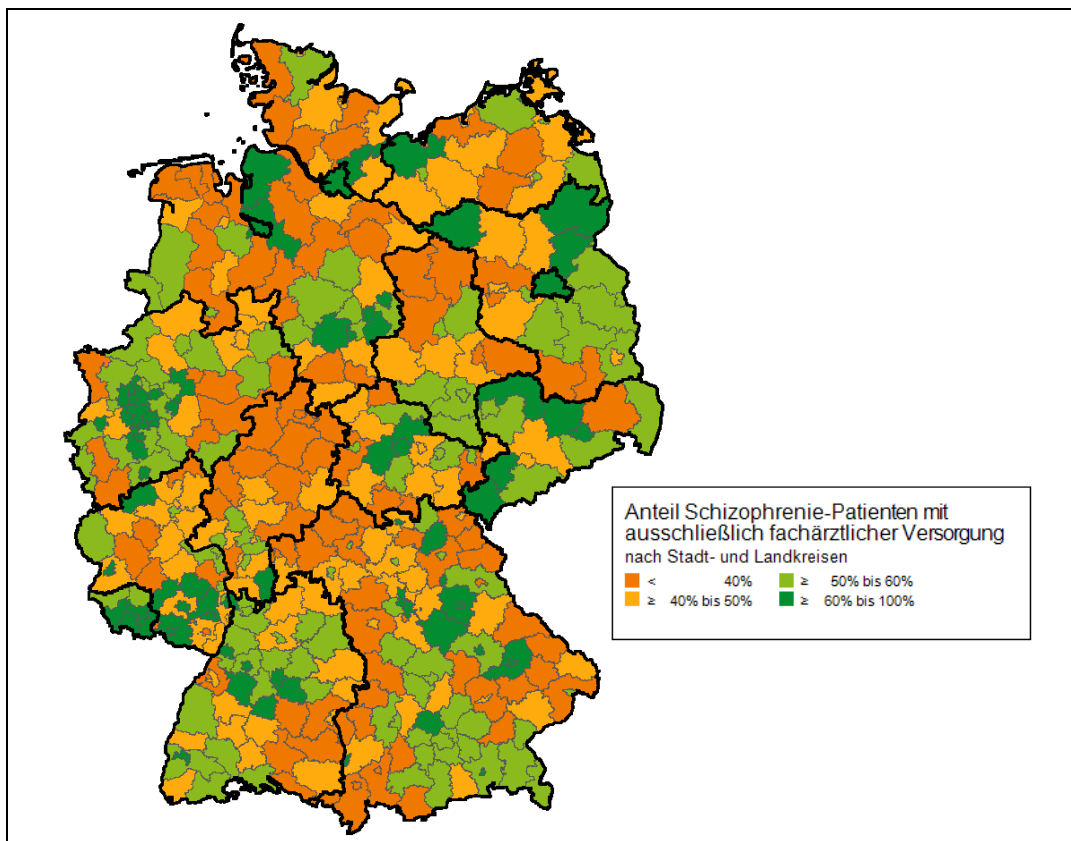 Anteil Schizophrenie-Patienten mit
ausschließlich fachärztlicher Versorgung
nach Stadt- und Landkreisen
< 40% ≥ 50% bis 60%
≥ 40% bis 50% ≥ 60% bis 100%